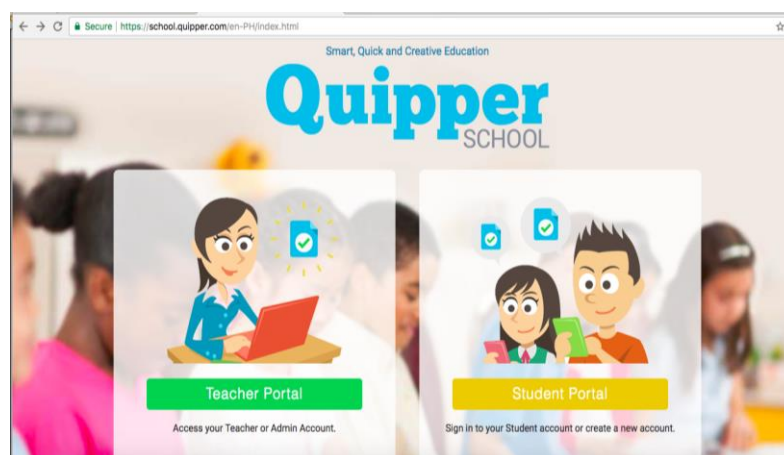 Secure | https://school.quipper.com/en-PH/index.html
Smart, Quick and Creative Education
Quipper
SCHOOL
Teacher Portal
Access your Teacher or Admin Account.
Student Portal
Sign in to your Student account or create a new account.